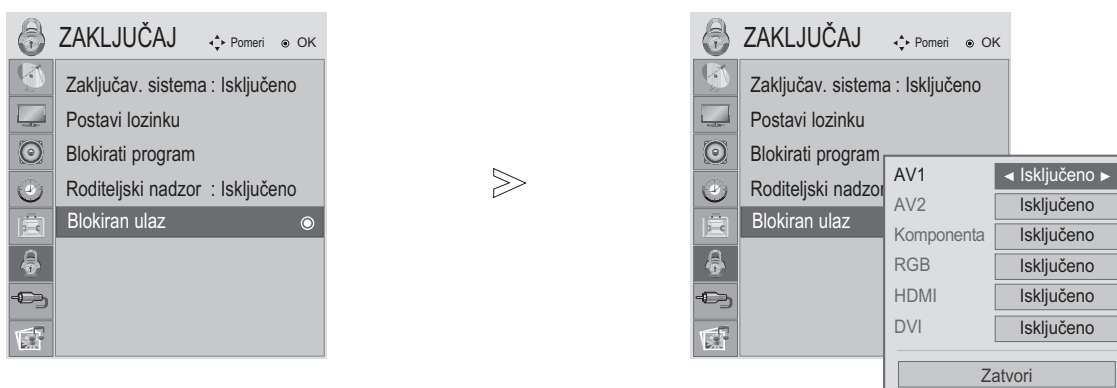 ZAKLJUČAJ Pomeri OK
Zaključav. sistema : Isključeno
Postavi lozinku
Blokirati program
Roditeljski nadzor : Isključeno
Blokiran ulaz
ZAKLJUČAJ Pomeri OK
Zaključav. sistema : Isključeno
Postavi lozinku
Blokirati program
Roditeljski nadzor
Blokiran ulaz
AV1 ◄ Isključeno ►
AV2 Isključeno
Komponenta Isključeno
RGB Isključeno
HDMI Isključeno
DVI Isključeno
Zatvori